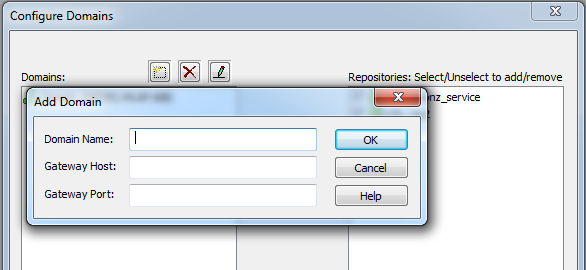 Configure Domains
Domains:
Repositories: Select/Unselect to add/remove
nz_service
Add Domain
Domain Name:
OK
Gateway Host:
Cancel
Gateway Port:
Help